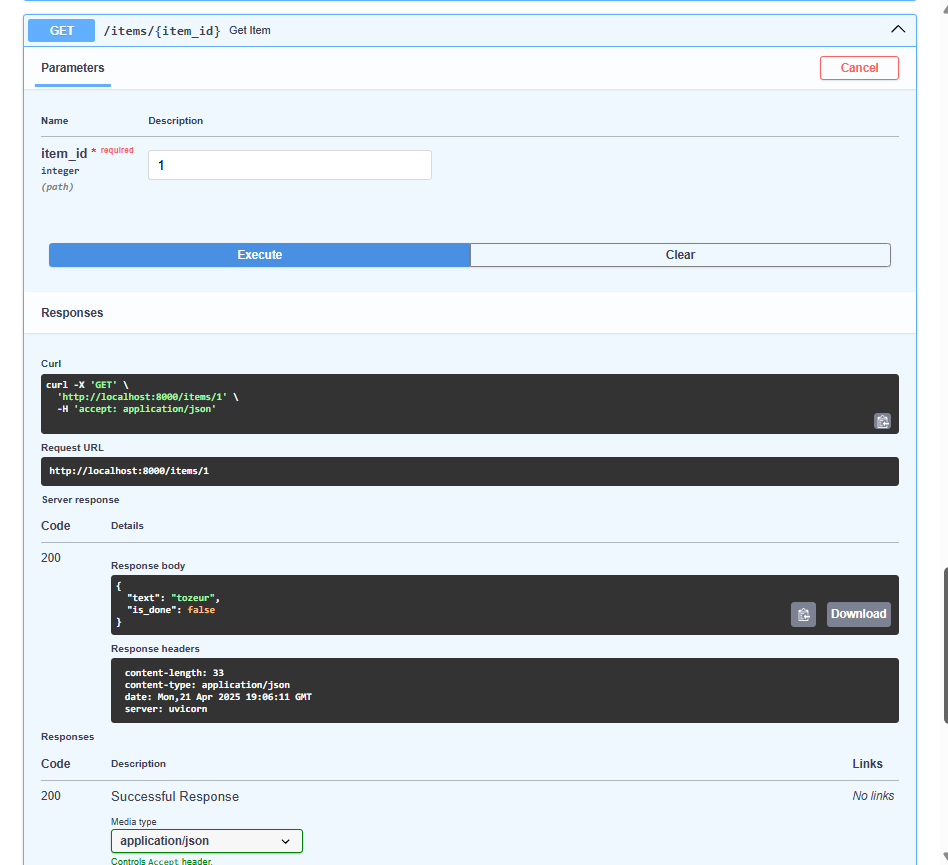 GET /items/{item_id} Get Item
Parameters Cancel
Name Description
item_id * required
integer
(path)
1
Execute Clear
Responses
Curl
curl -X 'GET' \
'http://localhost:8000/items/1' \
-H 'accept: application/json'
Request URL
http://localhost:8000/items/1
Server response
Code Details
200
Response body
{
"text": "tozeur",
"is_done": false
}
Download
Response headers
content-length: 33
content-type: application/json
date: Mon,21 Apr 2025 19:06:11 GMT
server: uvicorn
Responses
Code Description Links
200 Successful Response No links
Media type
application/json
Controls Accept header.